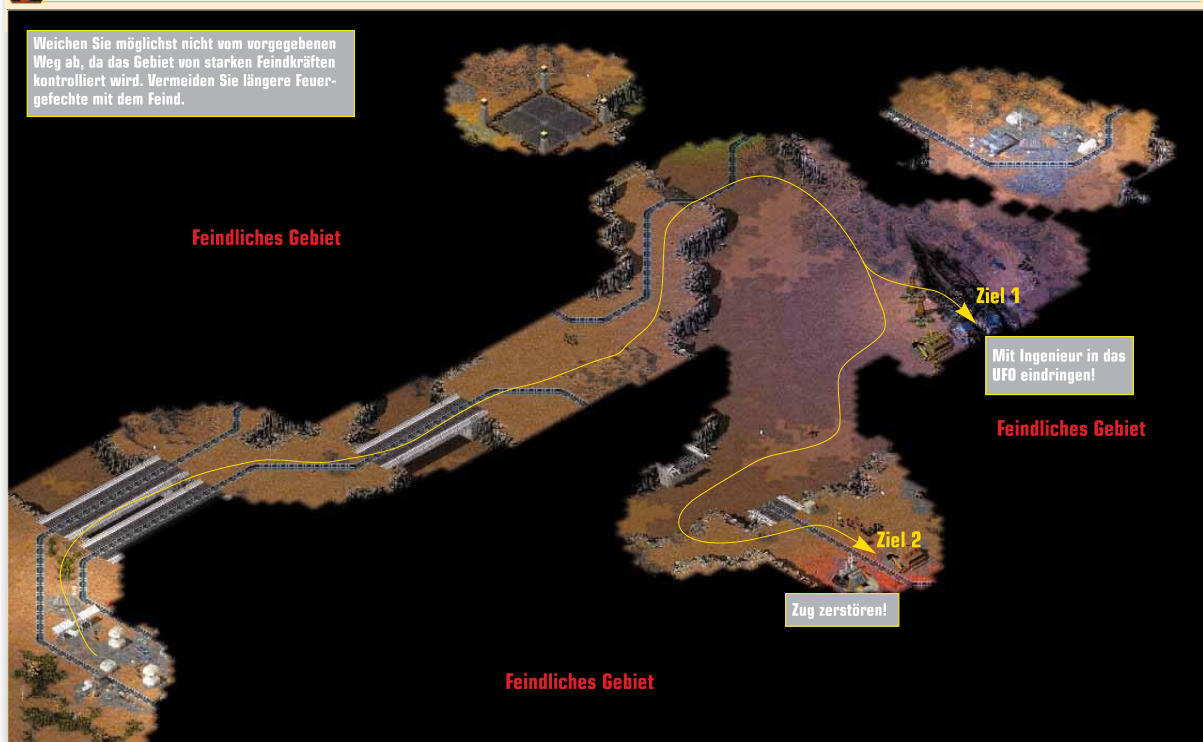 Weichen Sie möglichst nicht vom vorgegebenen
Weg ab, da das Gebiet von starken Feindkräften
kontrolliert wird. Vermeiden Sie längere Feuer-
gefechte mit dem Feind.
Feindliches Gebiet
Ziel 1
Mit Ingenieur in das
UFO eindringen!
Feindliches Gebiet
Ziel 2
Zug zerstören!
Feindliches Gebiet